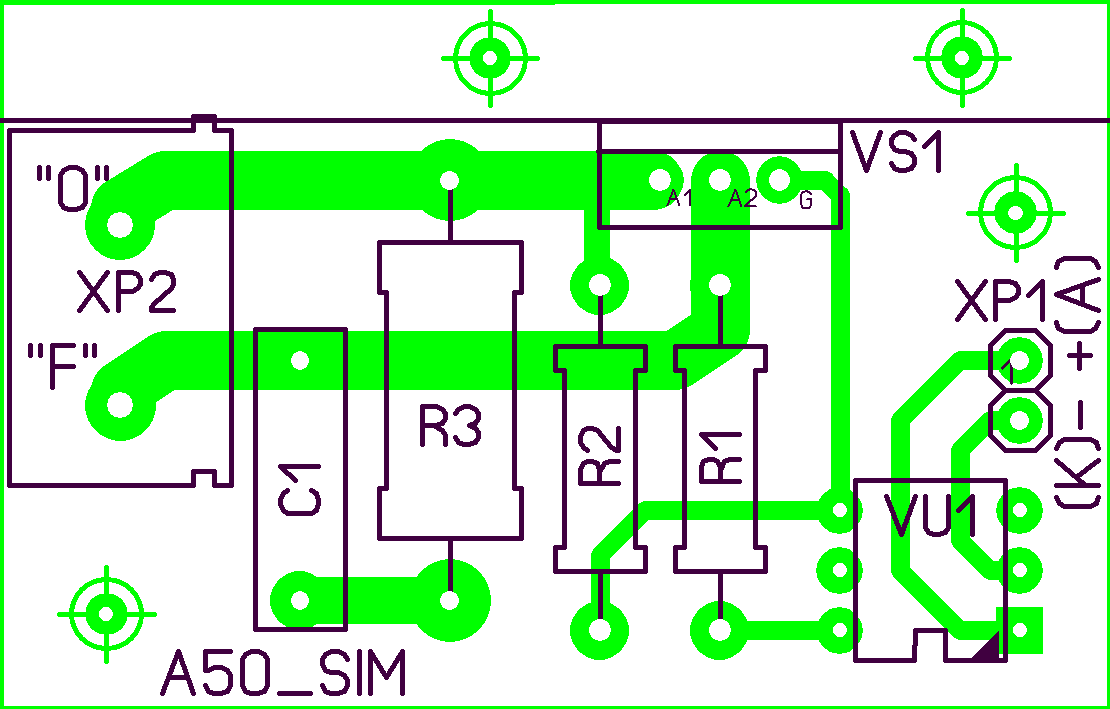 VS1
"O"
A1 A2 G
XP2
XP1
(K)- +(A)
"F"
1
R3
R2
R1
C1
VU1
A50_SIM